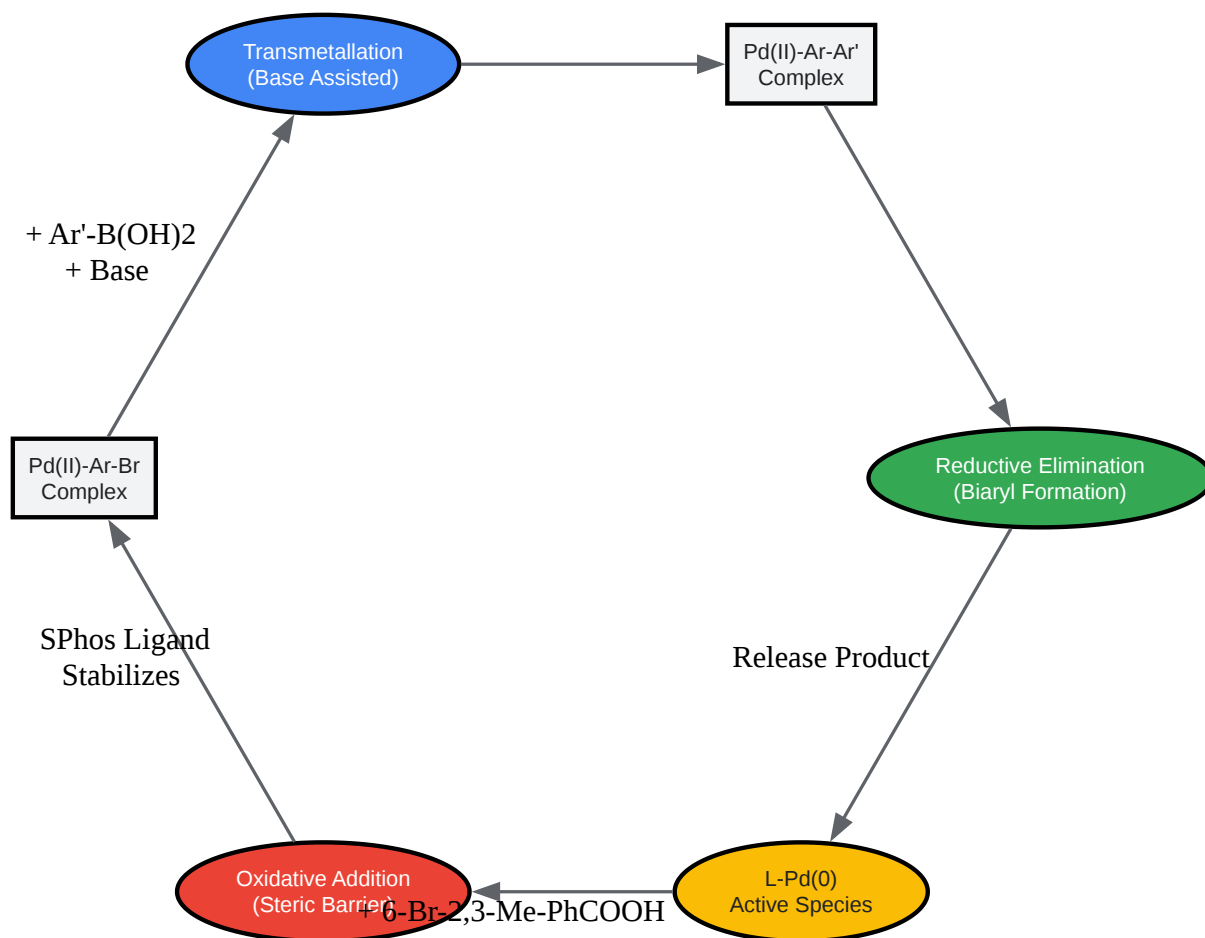 Transmetallation
(Base Assisted)
Pd(II)-Ar-Ar'
Complex
+ Ar'-B(OH)2
+ Base
Pd(II)-Ar-Br
Complex
Reductive Elimination
(Biaryl Formation)
SPhos Ligand
Stabilizes
Release Product
Oxidative Addition
(Steric Barrier)
+ 6-Br-2,3-Me-PhCOOH
L-Pd(0)
Active Species